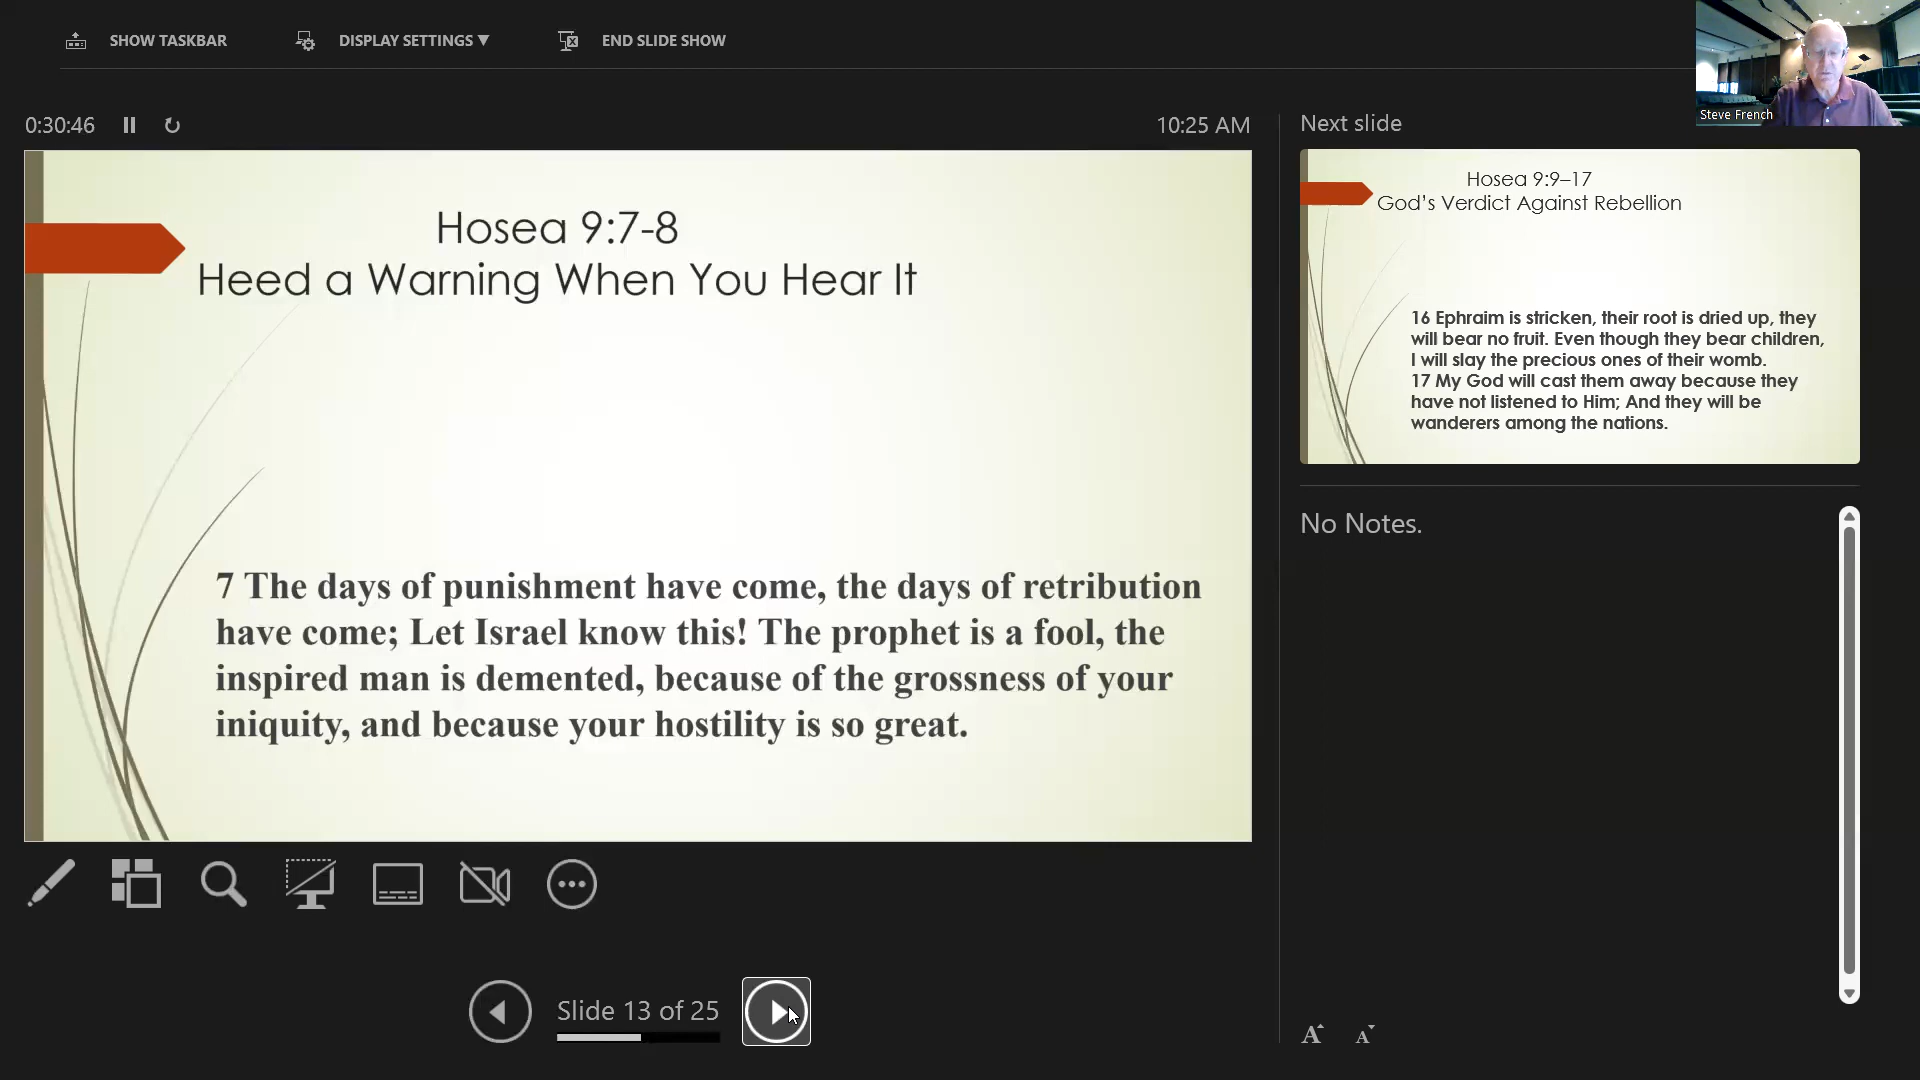 SHOW TASKBAR
DISPLAY SETTINGS ▼
END SLIDE SHOW
Steve French
0:30:46
10:25 AM
Next slide
Hosea 9:7-8
Heed a Warning When You Hear It
7 The days of punishment have come, the days of retribution
have come; Let Israel know this! The prophet is a fool, the
inspired man is demented, because of the grossness of your
iniquity, and because your hostility is so great.
Hosea 9:9–17
God’s Verdict Against Rebellion
16 Ephraim is stricken, their root is dried up, they
will bear no fruit. Even though they bear children,
I will slay the precious ones of their womb.
17 My God will cast them away because they
have not listened to Him; And they will be
wanderers among the nations.
No Notes.
Slide 13 of 25
A A